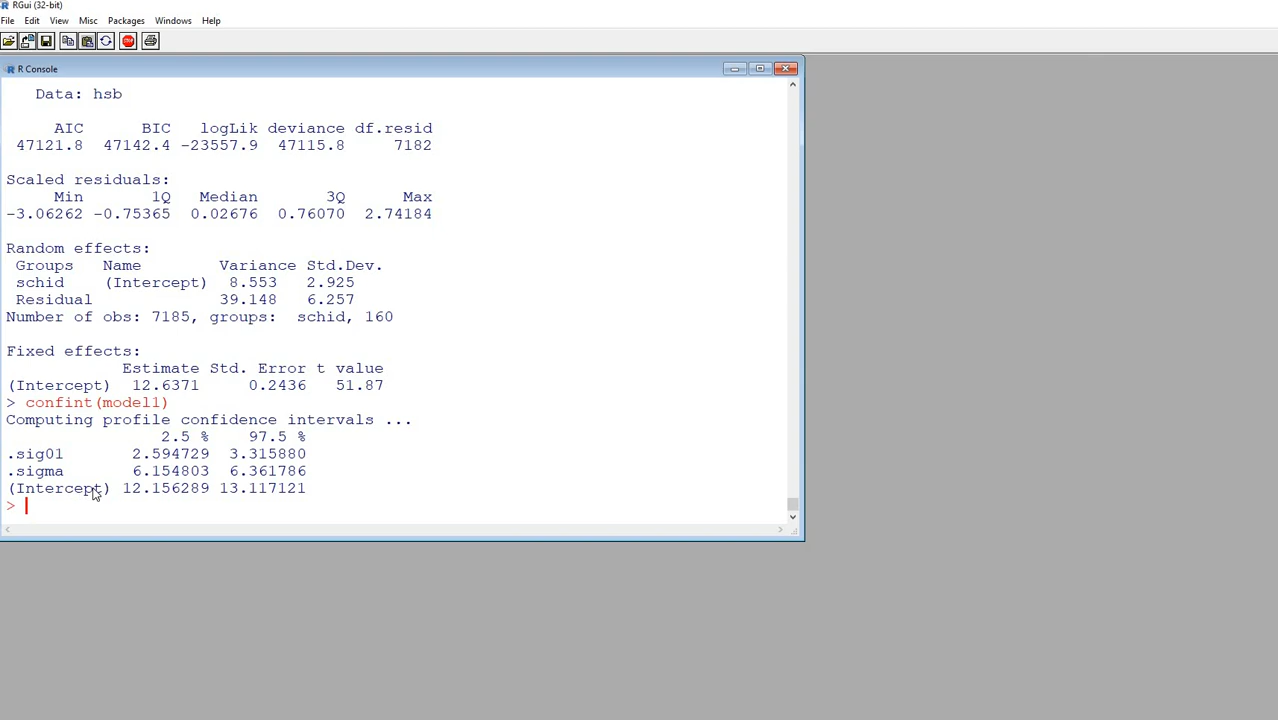 RGui (32-bit)
File Edit View Misc Packages Windows Help
R Console
Data: hsb
AIC BIC logLik deviance df.resid
47121.8 47142.4 -23557.9 47115.8 7182
Scaled residuals:
Min 1Q Median 3Q Max
-3.06262 -0.75365 0.02676 0.76070 2.74184
Random effects:
Groups Name Variance Std.Dev.
schid (Intercept) 8.553 2.925
Residual 39.148 6.257
Number of obs: 7185, groups: schid, 160
Fixed effects:
Estimate Std. Error t value
(Intercept) 12.6371 0.2436 51.87
> confint(model1)
Computing profile confidence intervals ...
2.5 % 97.5 %
.sig01 2.594729 3.315880
.sigma 6.154803 6.361786
(Intercept) 12.156289 13.117121
>